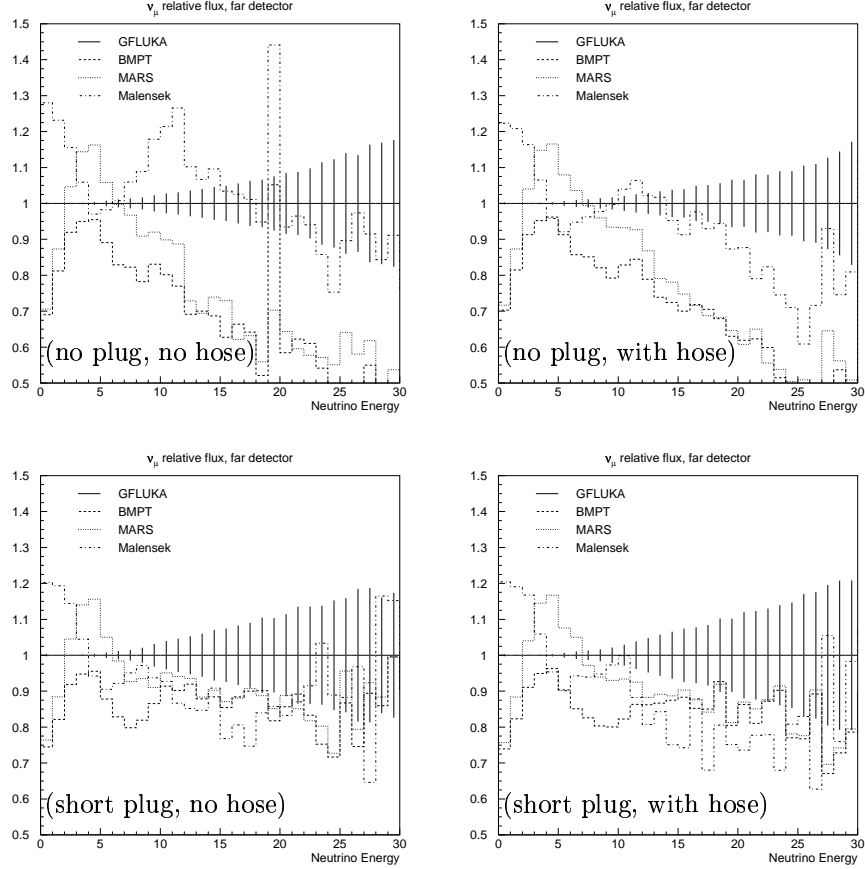 ν_μ relative flux, far detector
1.5
1.4
1.3
1.2
1.1
1
0.9
0.8
0.7
0.6
0.5
GFLUKA
BMPT
MARS
Malensek
(no plug, no hose)
0 5 10 15 20 25 30
Neutrino Energy
ν_μ relative flux, far detector
1.5
1.4
1.3
1.2
1.1
1
0.9
0.8
0.7
0.6
0.5
GFLUKA
BMPT
MARS
Malensek
(no plug, with hose)
0 5 10 15 20 25 30
Neutrino Energy
ν_μ relative flux, far detector
1.5
1.4
1.3
1.2
1.1
1
0.9
0.8
0.7
0.6
0.5
GFLUKA
BMPT
MARS
Malensek
(short plug, no hose)
0 5 10 15 20 25 30
Neutrino Energy
ν_μ relative flux, far detector
1.5
1.4
1.3
1.2
1.1
1
0.9
0.8
0.7
0.6
0.5
GFLUKA
BMPT
MARS
Malensek
(short plug, with hose)
0 5 10 15 20 25 30
Neutrino Energy